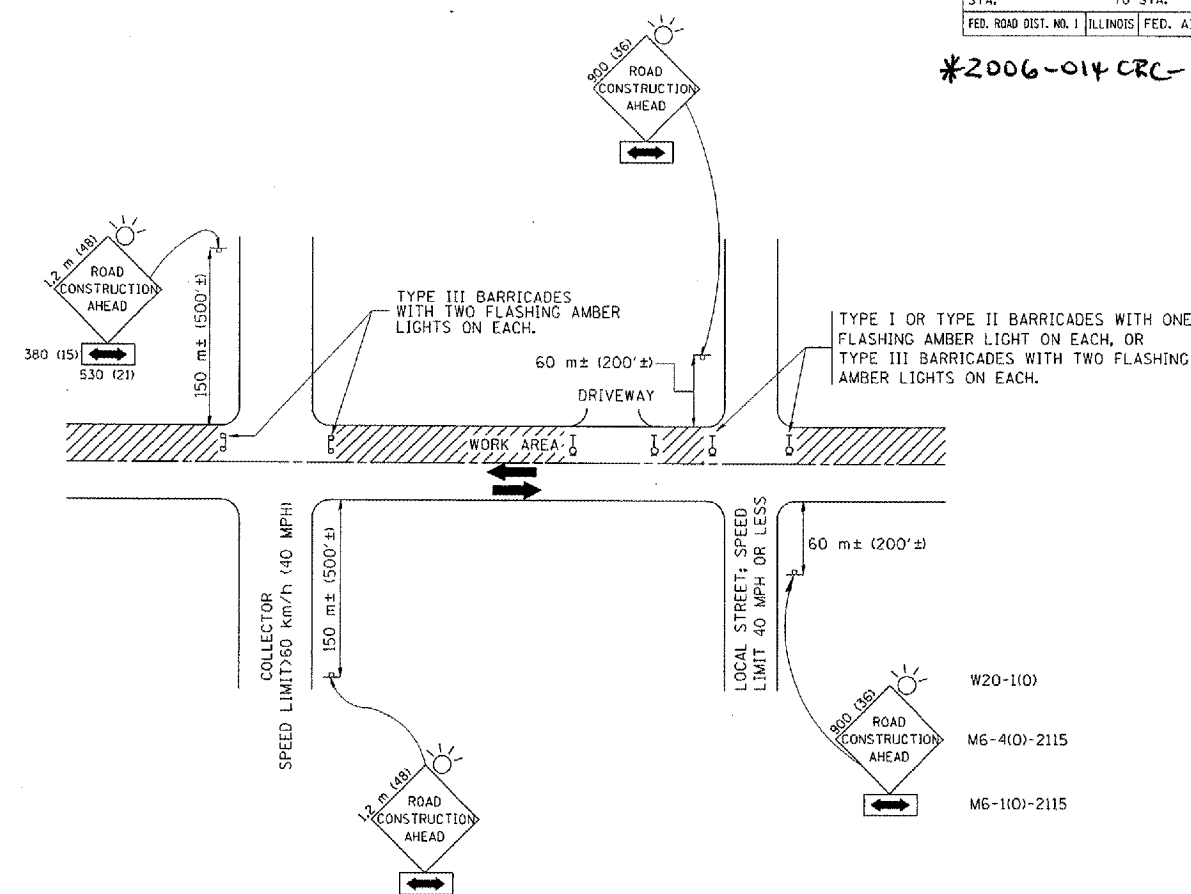 STA. TO STA.
FED. ROAD DIST. NO. 1 ILLINOIS FED.
*2006-014 CRC-
900 (36)
ROAD
CONSTRUCTION
AHEAD
1.2 m (48)
ROAD
CONSTRUCTION
AHEAD
380 (15)
530 (21)
150 m± (500'±)
TYPE III BARRICADES
WITH TWO FLASHING AMBER
LIGHTS ON EACH.
60 m± (200'±)
DRIVEWAY
TYPE I OR TYPE II BARRICADES WITH ONE
FLASHING AMBER LIGHT ON EACH, OR
TYPE III BARRICADES WITH TWO FLASHING
AMBER LIGHTS ON EACH.
WORK AREA
COLLECTOR
SPEED LIMIT>60 km/h (40 MPH)
150 m± (500'±)
LOCAL STREET; SPEED
LIMIT 40 MPH OR LESS
60 m± (200'±)
1.2 m (48)
ROAD
CONSTRUCTION
AHEAD
900 (36)
ROAD
CONSTRUCTION
AHEAD
W20-1(O)
M6-4(O)-2115
M6-1(O)-2115